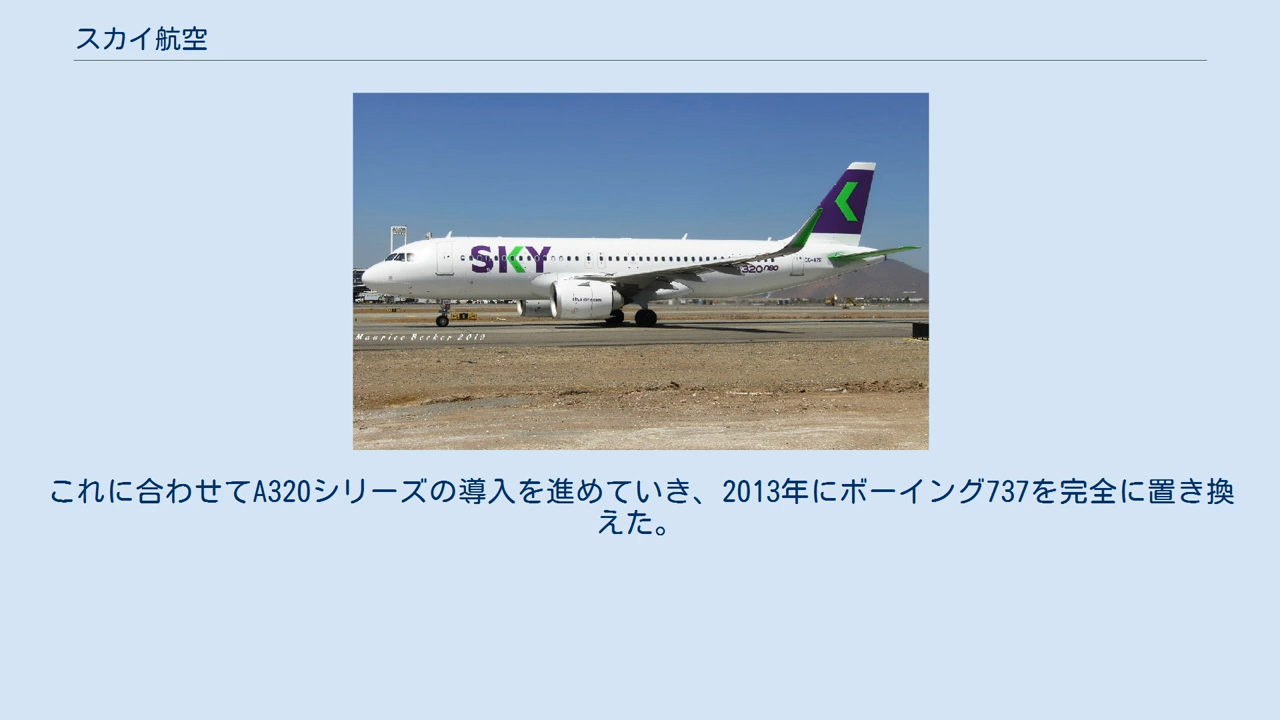 スカイ航空
SKY
A320neo
Maurice Becker 2019
これに合わせてA320シリーズの導入を進めていき、2013年にボーイング737を完全に置き換
えた。